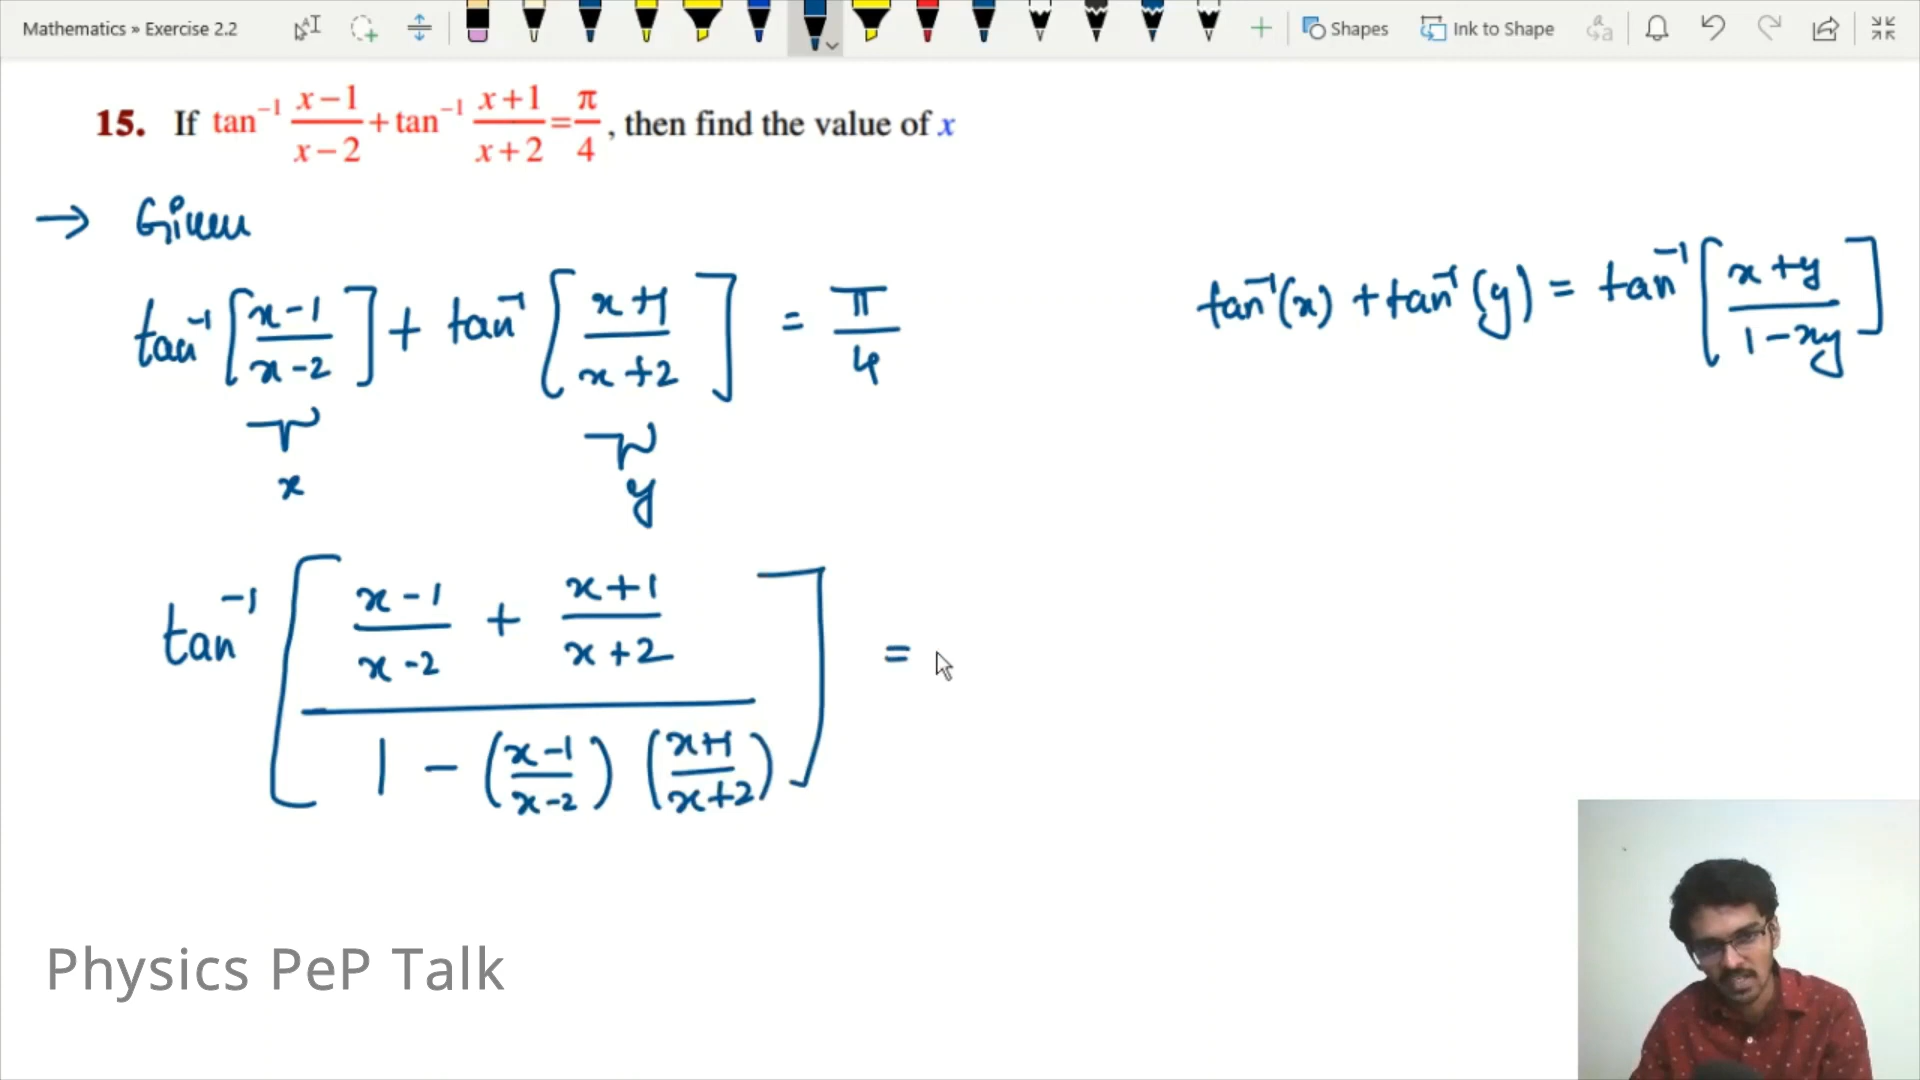 Mathematics » Exercise 2.2
Shapes
Ink to Shape
15. If tan⁻¹ (x−1)/(x−2) + tan⁻¹ (x+1)/(x+2) = π/4, then find the value of x
→ Given
tan⁻¹ [(x−1)/(x−2)] + tan⁻¹ [(x+1)/(x+2)] = π/4
tan⁻¹(x) + tan⁻¹(y) = tan⁻¹ [(x+y)/(1−xy)]
x y
tan⁻¹ [((x−1)/(x−2) + (x+1)/(x+2)) / (1 − ((x−1)/(x−2)) ((x+1)/(x+2)))] =
Physics PeP Talk